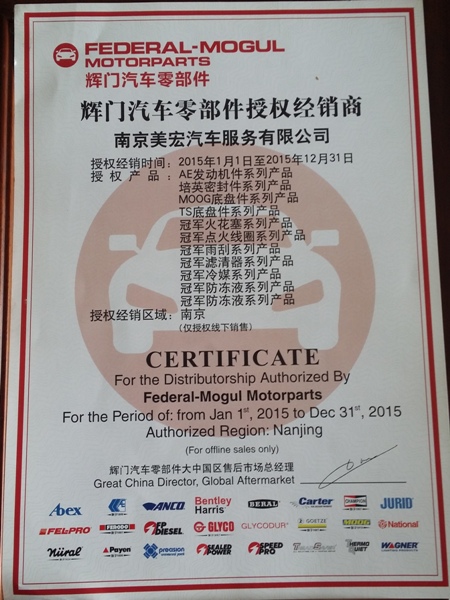 FEDERAL-MOGUL
MOTORPARTS
辉门汽车零部件
辉门汽车零部件授权经销商
南京美宏汽车服务有限公司
授权经销时间：2015年1月1日至2015年12月31日
授权产品：AE发动机件系列产品
培英密封件系列产品
MOOG底盘件系列产品
TS底盘件系列产品
冠军火花塞系列产品
冠军点火线圈系列产品
冠军雨刮系列产品
冠军滤清器系列产品
冠军冷媒系列产品
冠军防冻液系列产品
冠军防冻液系列产品
授权经销区域：南京
（仅授权线下销售）
CERTIFICATE
For the Distributorship Authorized By
Federal-Mogul Motorparts
For the Period of: from Jan 1st, 2015 to Dec 31st, 2015
Authorized Region: Nanjing
(For offline sales only)
辉门汽车零部件大中国区售后市场总经理
Great China Director, Global Aftermarket
Abex AE ANCO Bentley Harris BERAL Carter CHAMPION JURID
FELPRO FERODO FP DIESEL GLYCO GLYCODUR GOETZE MOOG National
Nüral Payon precision SEALED POWER SPEED PRO THERMO QUIET WAGNER